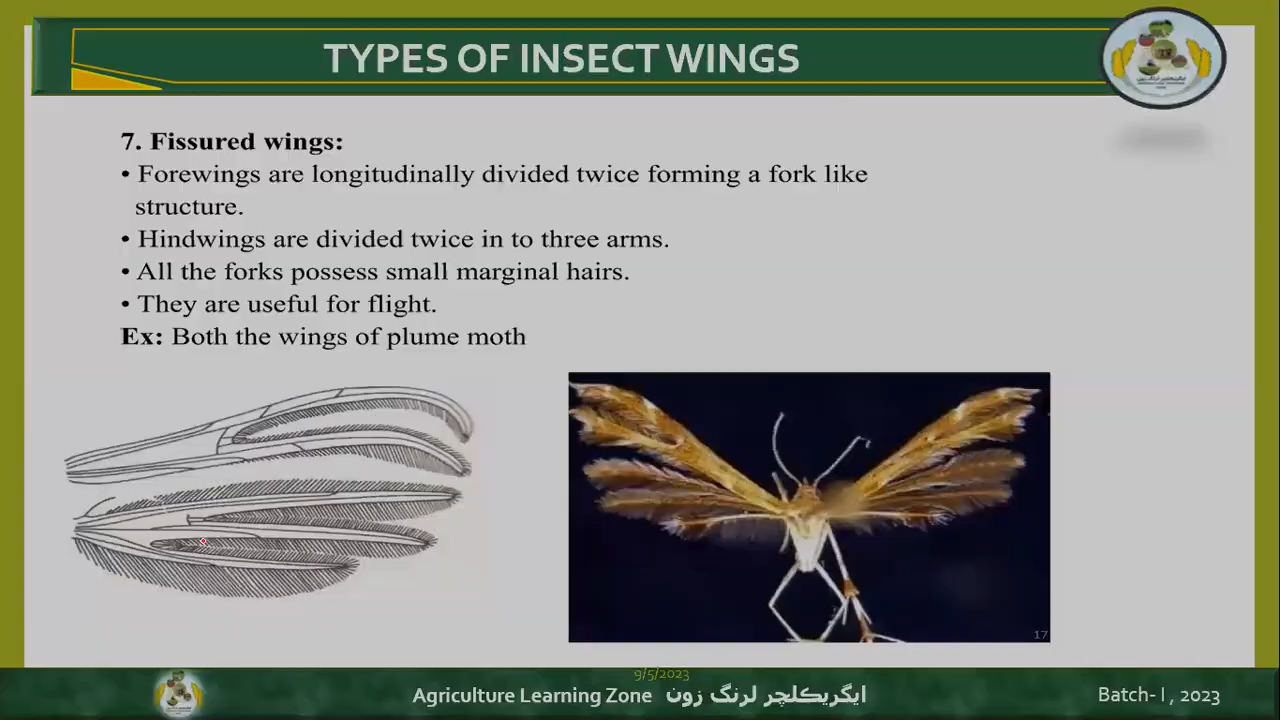 TYPES OF INSECT WINGS
7. Fissured wings:
• Forewings are longitudinally divided twice forming a fork like
structure.
• Hindwings are divided twice in to three arms.
• All the forks possess small marginal hairs.
• They are useful for flight.
Ex: Both the wings of plume moth
17
9/5/2023
Agriculture Learning Zone ایگریکلچر لرنگ زون
Batch- I , 2023